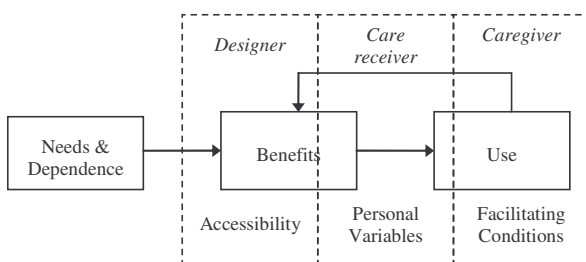 Designer
Care
receiver
Caregiver
Needs &
Dependence
Benefits
Use
Accessibility
Personal
Variables
Facilitating
Conditions